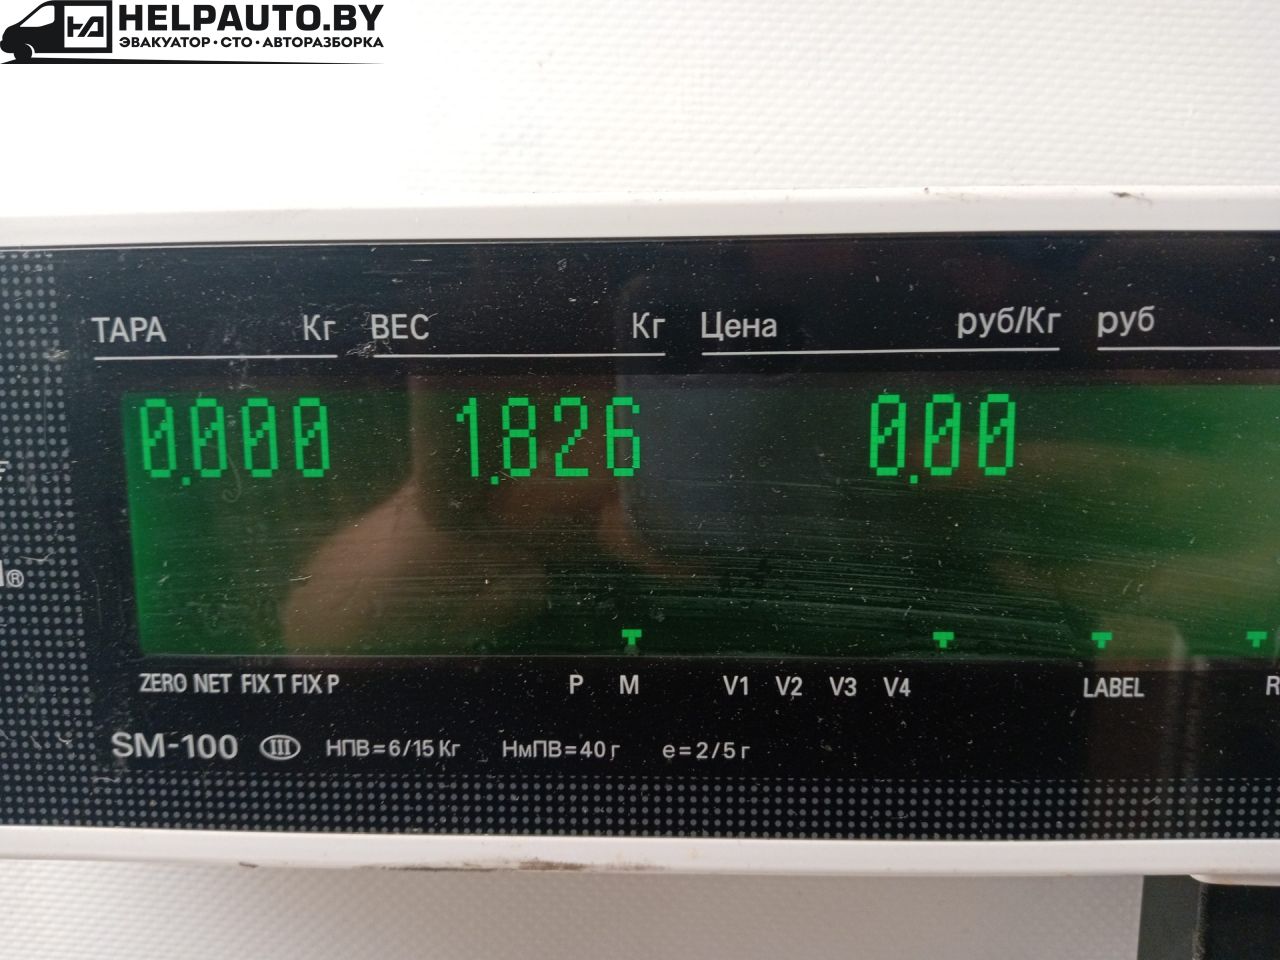 HELPAUTO.BY
ЭВАКУАТОР · СТО · АВТОРАЗБОРКА
ТАРА Кг ВЕС Кг Цена руб/Кг руб
0.000 1.826 0.00
®
ZERO NET FIX T FIX P P M V1 V2 V3 V4 LABEL
SM-100 III НПВ=6/15 Кг НмПВ=40 г e=2/5 г